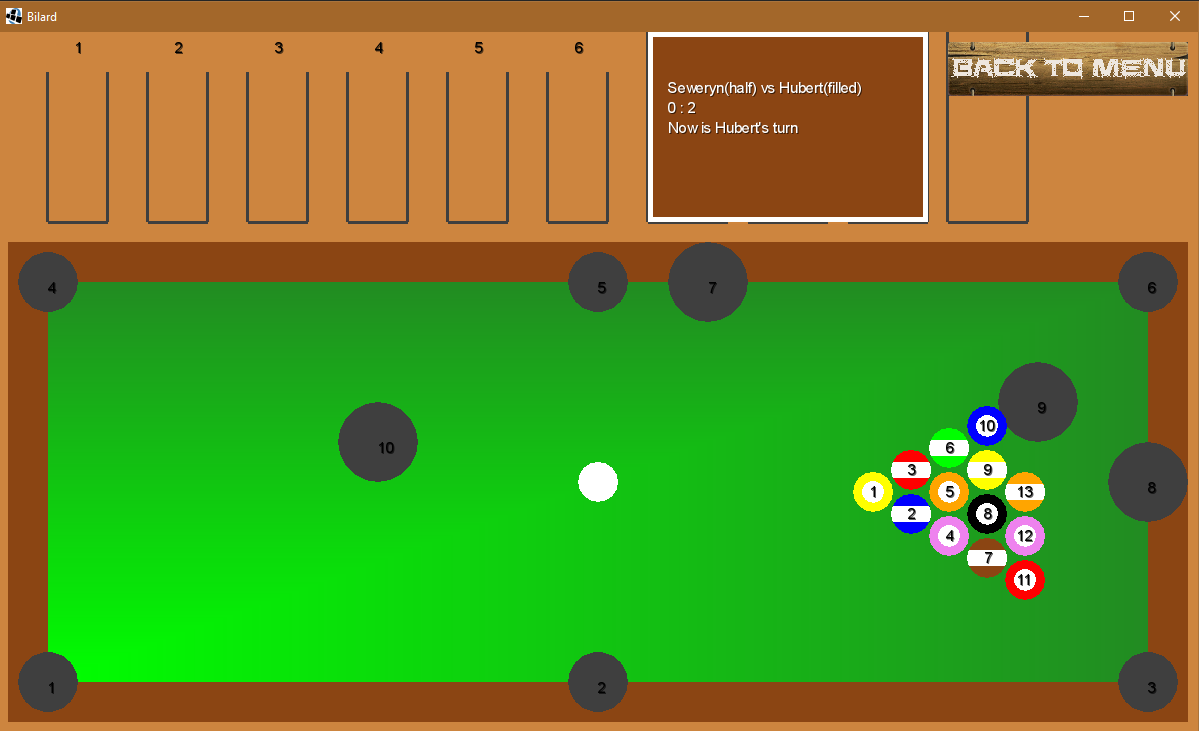 Bilard
1 2 3 4 5 6
BACK TO MENU
Seweryn(half) vs Hubert(filled)
0 : 2
Now is Hubert's turn
4 5 7 6
9
10
8
10
6
3 9
1 5 13
2 8
4 12
7
11
1 2 3